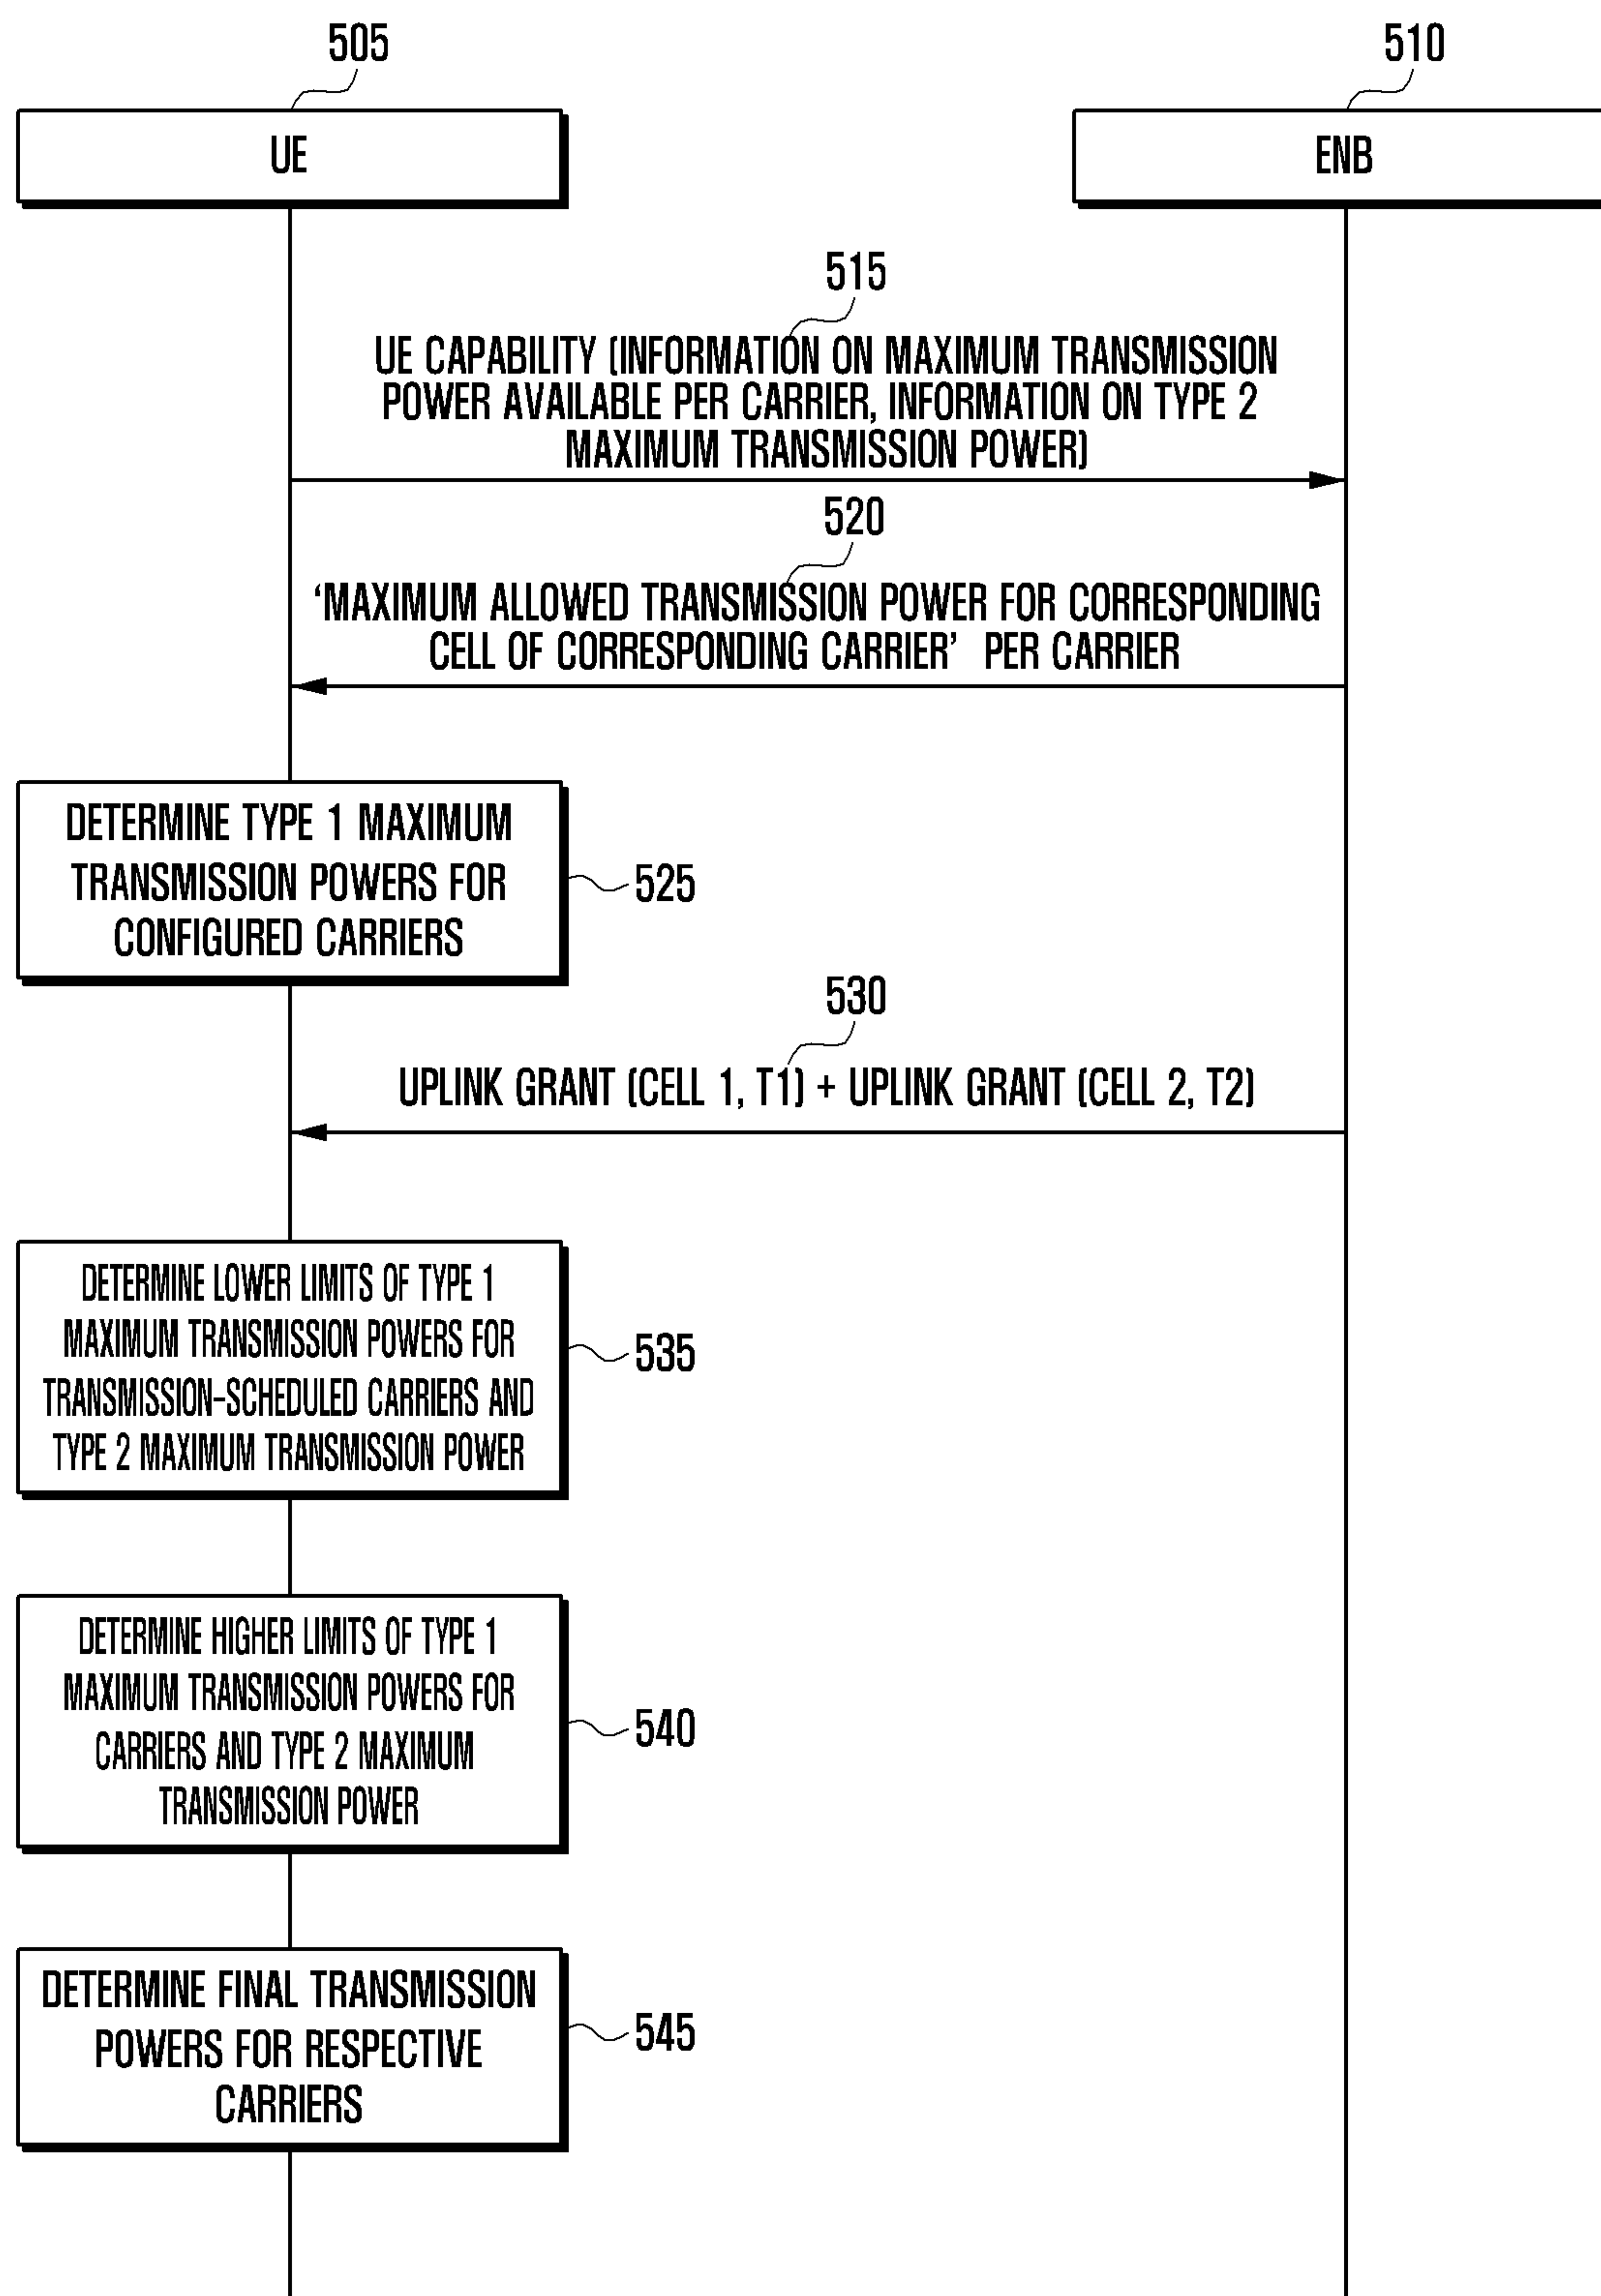 505
510
UE
ENB
515
UE CAPABILITY (INFORMATION ON MAXIMUM TRANSMISSION
POWER AVAILABLE PER CARRIER, INFORMATION ON TYPE 2
MAXIMUM TRANSMISSION POWER)
520
‘MAXIMUM ALLOWED TRANSMISSION POWER FOR CORRESPONDING
CELL OF CORRESPONDING CARRIER’ PER CARRIER
DETERMINE TYPE 1 MAXIMUM
TRANSMISSION POWERS FOR
CONFIGURED CARRIERS
525
530
UPLINK GRANT (CELL 1, T1) + UPLINK GRANT (CELL 2, T2)
DETERMINE LOWER LIMITS OF TYPE 1
MAXIMUM TRANSMISSION POWERS FOR
TRANSMISSION-SCHEDULED CARRIERS AND
TYPE 2 MAXIMUM TRANSMISSION POWER
535
DETERMINE HIGHER LIMITS OF TYPE 1
MAXIMUM TRANSMISSION POWERS FOR
CARRIERS AND TYPE 2 MAXIMUM
TRANSMISSION POWER
540
DETERMINE FINAL TRANSMISSION
POWERS FOR RESPECTIVE
CARRIERS
545